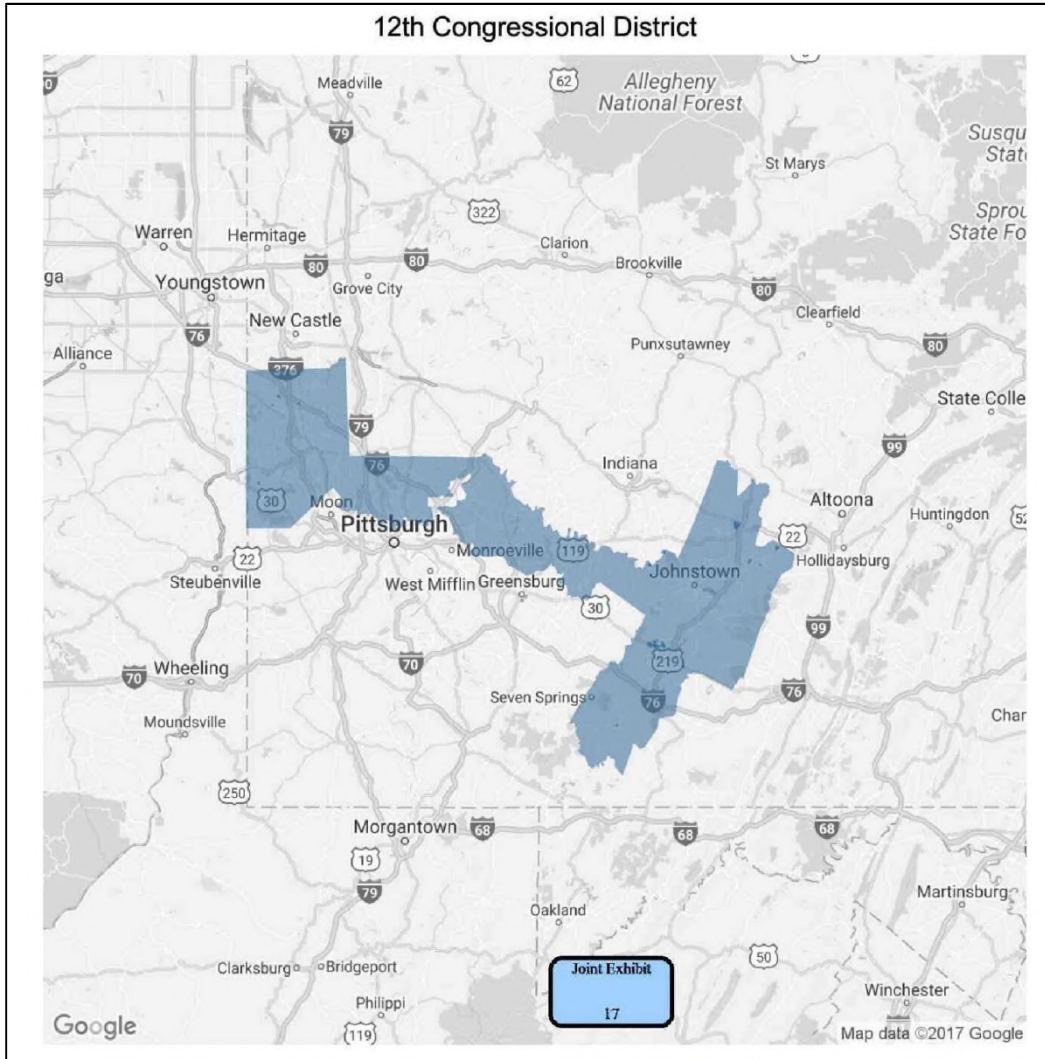 12th Congressional District
Meadville
62
Allegheny
National Forest
79
Susqu
State
St Marys
322
Sprou
State Fo
Warren
Hermitage
Clarion
80
80
Brookville
ga
Youngstown
Grove City
80
Clearfield
New Castle
76
Punxsutawney
80
Alliance
376
State Colle
79
99
76
Indiana
30
Moon
Altoona
Huntingdon
22
Pittsburgh
119
Hollidaysburg
22
Monroeville
Steubenville
West Mifflin
Greensburg
Johnstown
30
99
70
Wheeling
70
219
Seven Springs
76
76
Moundsville
Char
250
Morgantown
68
68
68
19
79
Martinsburg
Oakland
Clarksburg
Bridgeport
Joint Exhibit
50
17
Winchester
Philippi
119
Google
Map data ©2017 Google